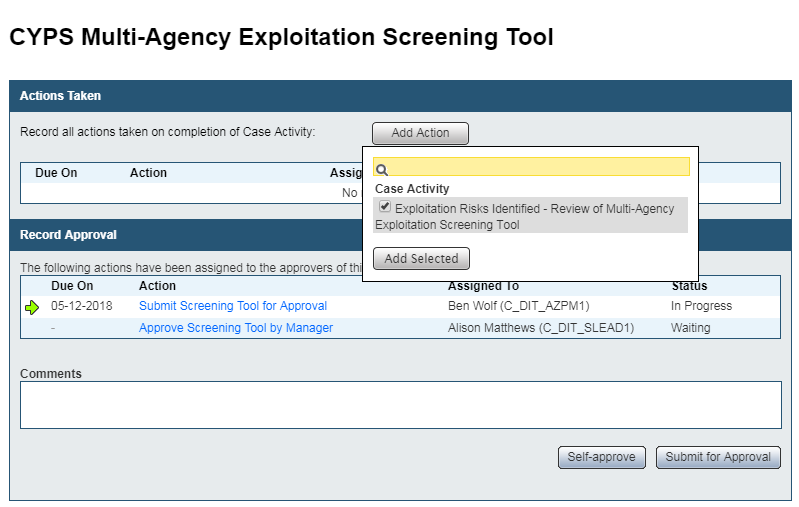 CYPS Multi-Agency Exploitation Screening Tool
Actions Taken
Record all actions taken on completion of Case Activity:
Add Action
Due On Action Assig
No
Case Activity
Exploitation Risks Identified - Review of Multi-Agency
Exploitation Screening Tool
Add Selected
Record Approval
The following actions have been assigned to the approvers of this
Due On Action Assigned To Status
05-12-2018 Submit Screening Tool for Approval Ben Wolf (C_DIT_AZPM1) In Progress
- Approve Screening Tool by Manager Alison Matthews (C_DIT_SLEAD1) Waiting
Comments
Self-approve Submit for Approval